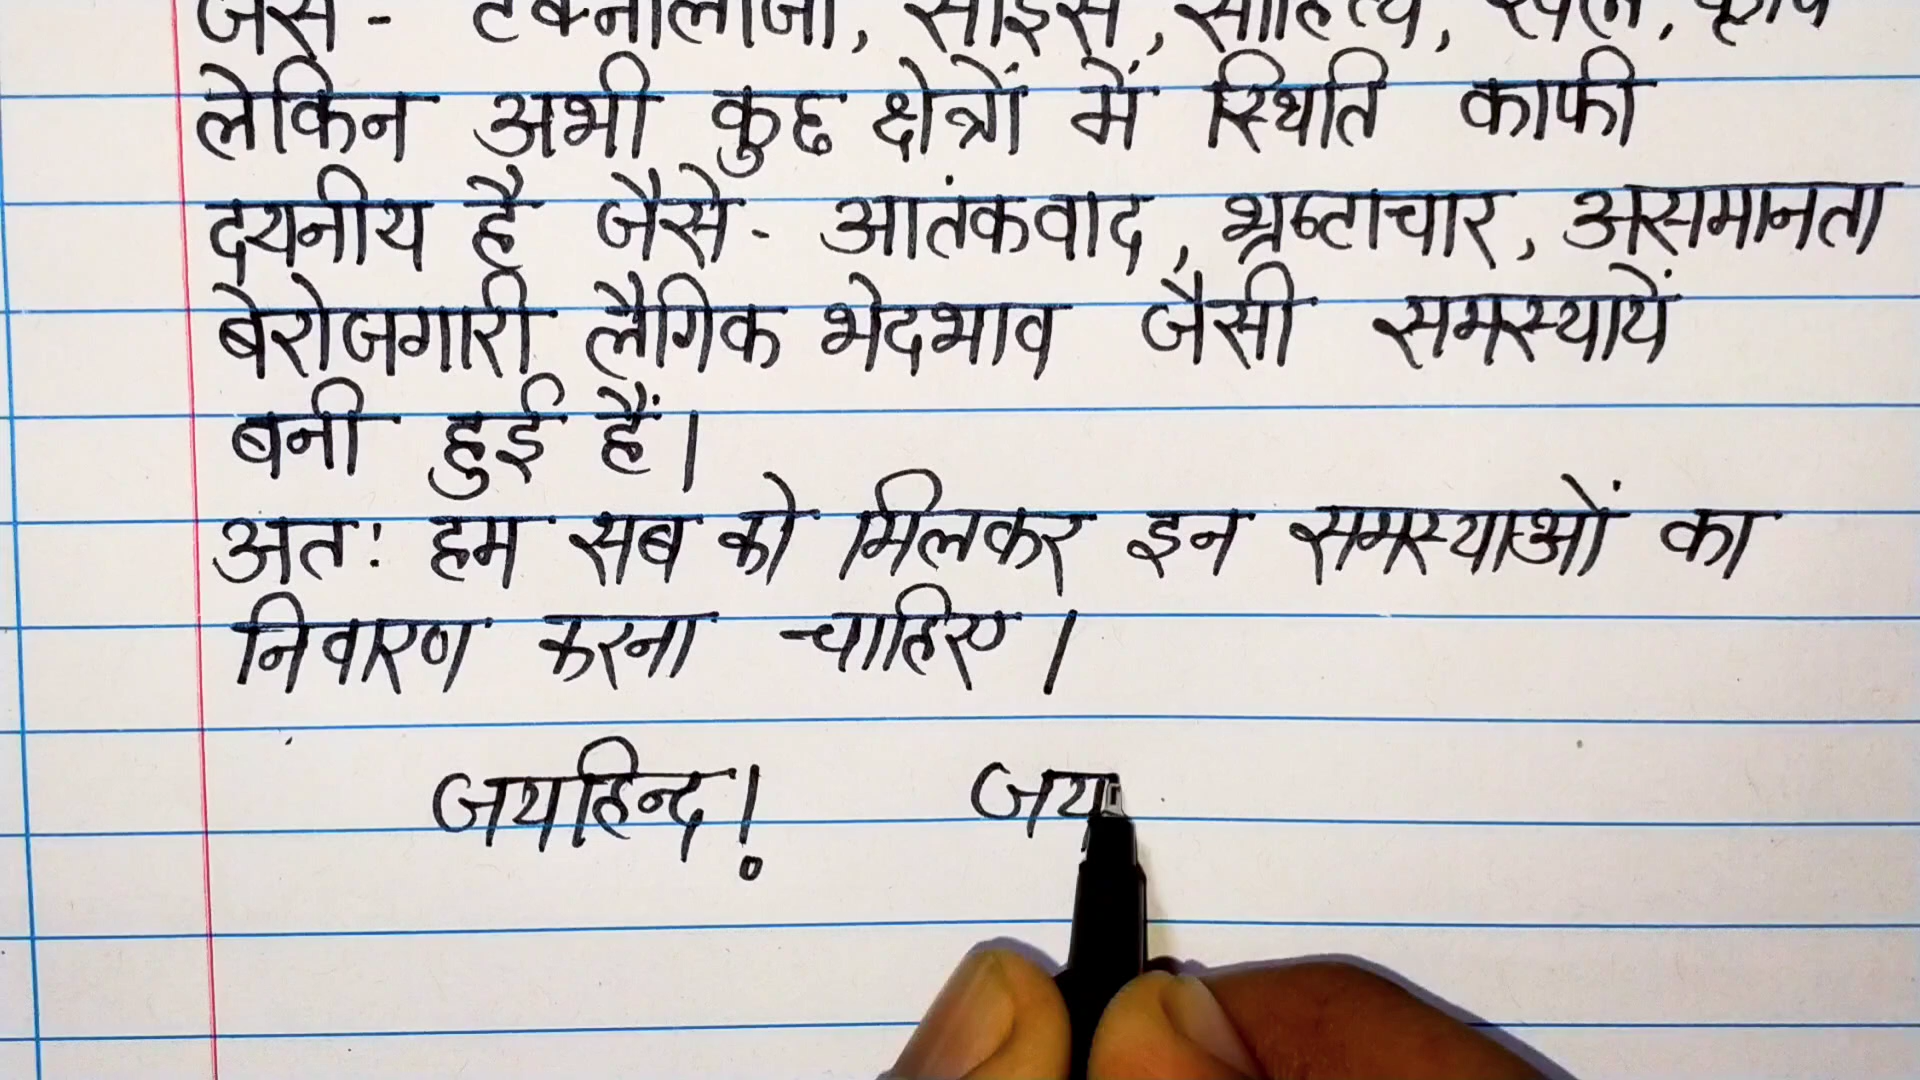 जैसे - टेक्नोलॉजी, साइंस, साहित्य, खेल,
लेकिन अभी कुछ क्षेत्रों में स्थिति काफी
दयनीय है जैसे - आतंकवाद, भ्रष्टाचार, असमानता
बेरोजगारी लैगिक भेदभाव जैसी समस्यायें
बनी हुई हैं।
अतः हम सब को मिलकर इन समस्याओं का
निवारण करना चाहिए।
जयहिन्द! जय